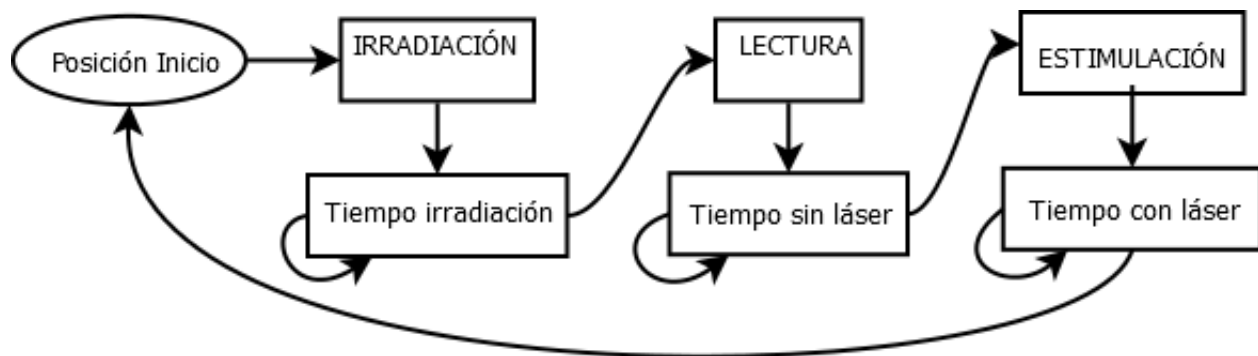 Posición Inicio
IRRADIACIÓN
LECTURA
ESTIMULACIÓN
Tiempo irradiación
Tiempo sin láser
Tiempo con láser